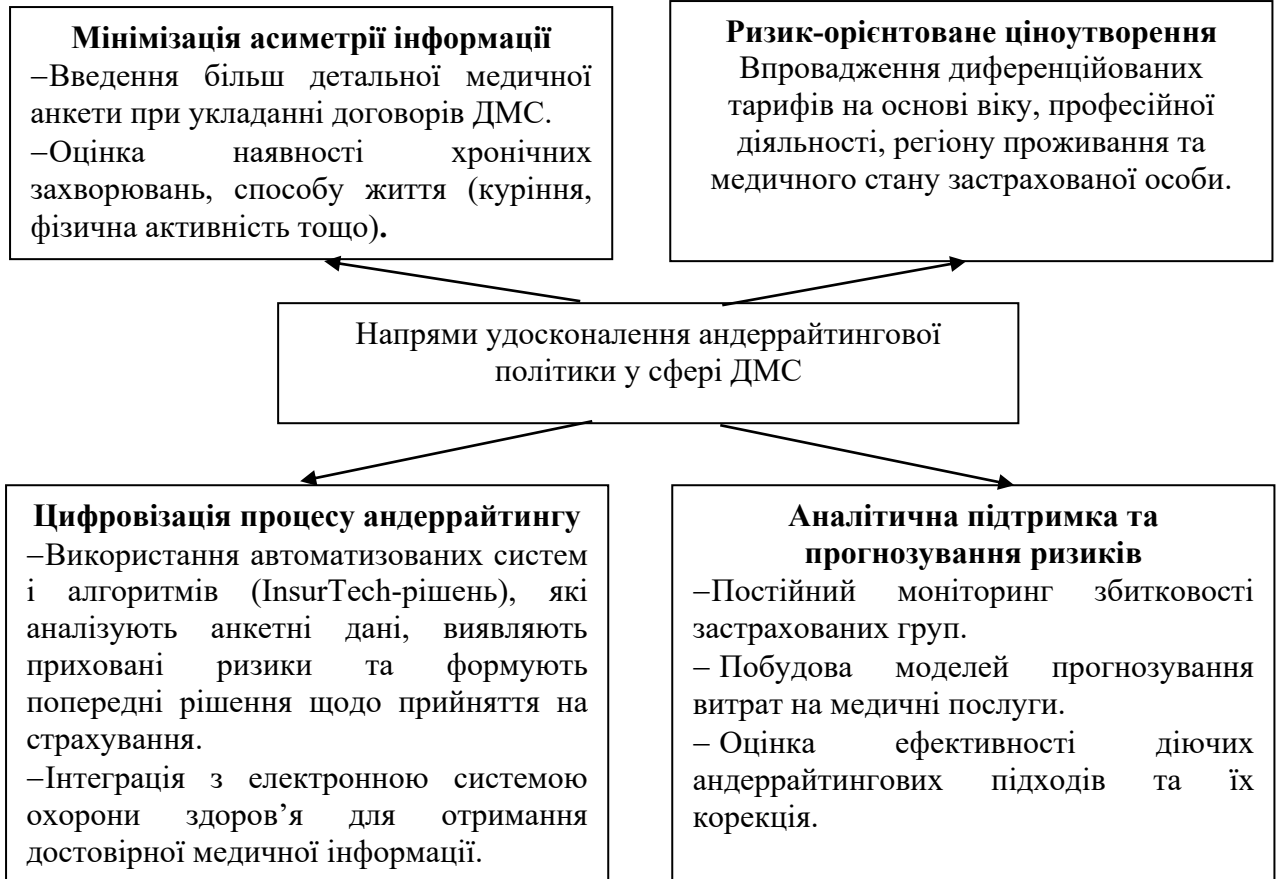 Мінімізація асиметрії інформації
–Введення більш детальної медичної
анкети при укладанні договорів ДМС.
–Оцінка наявності хронічних
захворювань, способу життя (куріння,
фізична активність тощо).
Ризик-орієнтоване ціноутворення
Впровадження диференційованих
тарифів на основі віку, професійної
діяльності, регіону проживання та
медичного стану застрахованої особи.
Напрями удосконалення андеррайтингової
політики у сфері ДМС
Цифровізація процесу андеррайтингу
–Використання автоматизованих систем
і алгоритмів (InsurTech-рішень), які
аналізують анкетні дані, виявляють
приховані ризики та формують
попередні рішення щодо прийняття на
страхування.
–Інтеграція з електронною системою
охорони здоров’я для отримання
достовірної медичної інформації.
Аналітична підтримка та
прогнозування ризиків
–Постійний моніторинг збитковості
застрахованих груп.
– Побудова моделей прогнозування
витрат на медичні послуги.
– Оцінка ефективності діючих
андеррайтингових підходів та їх
корекція.